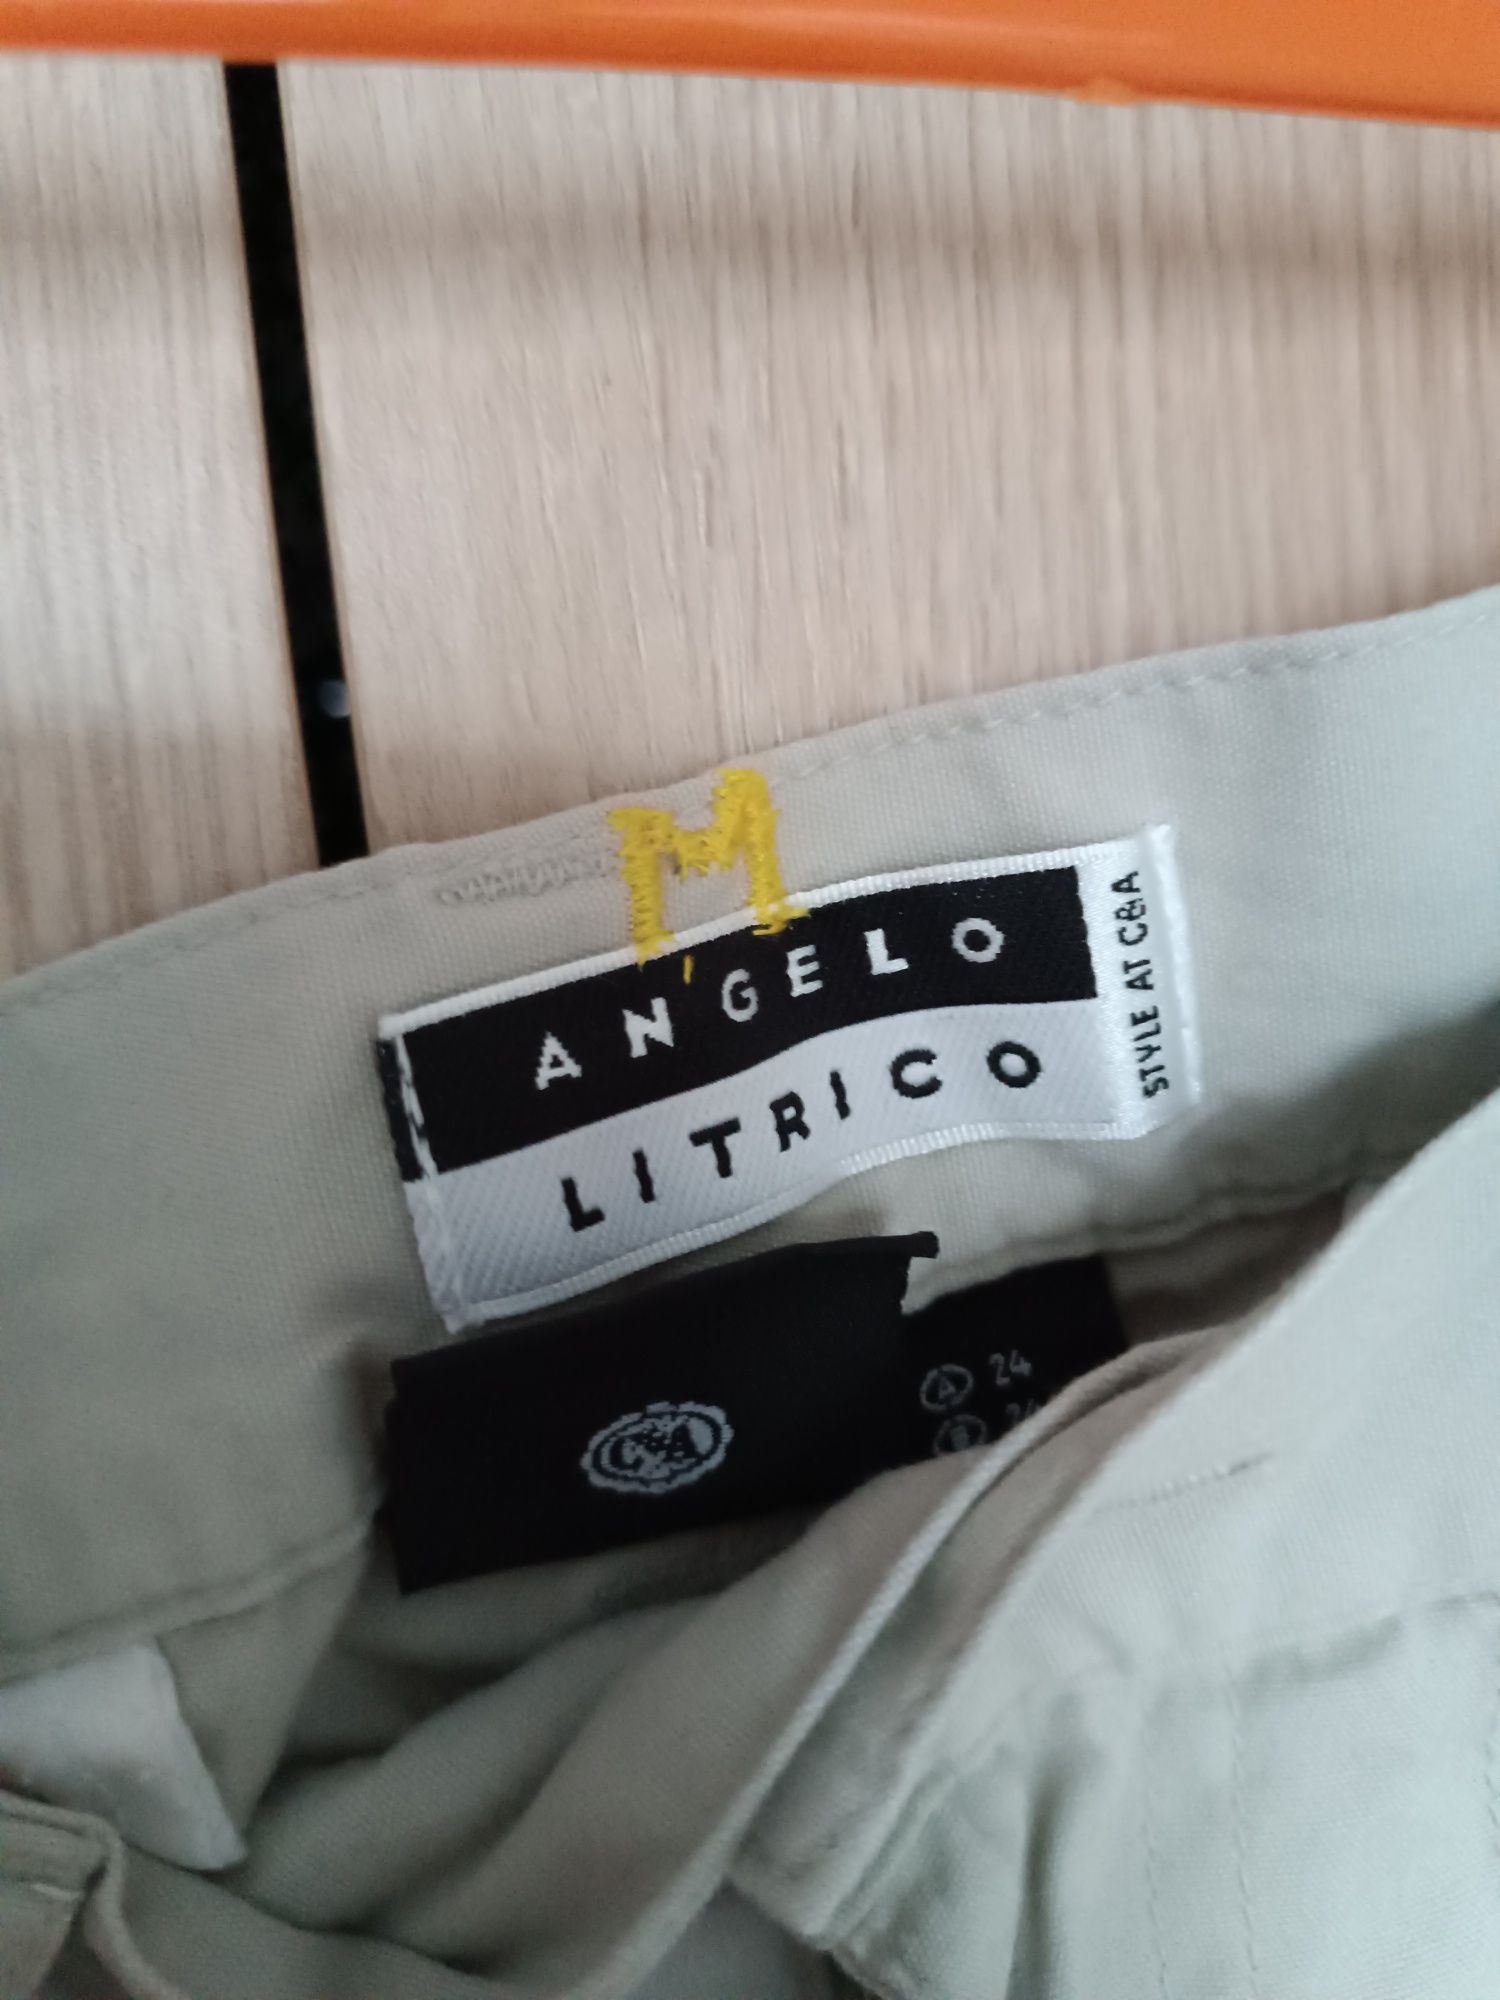 M
ANGELO
LITRICO
STYLE AT C&A
C&A
A 24
B